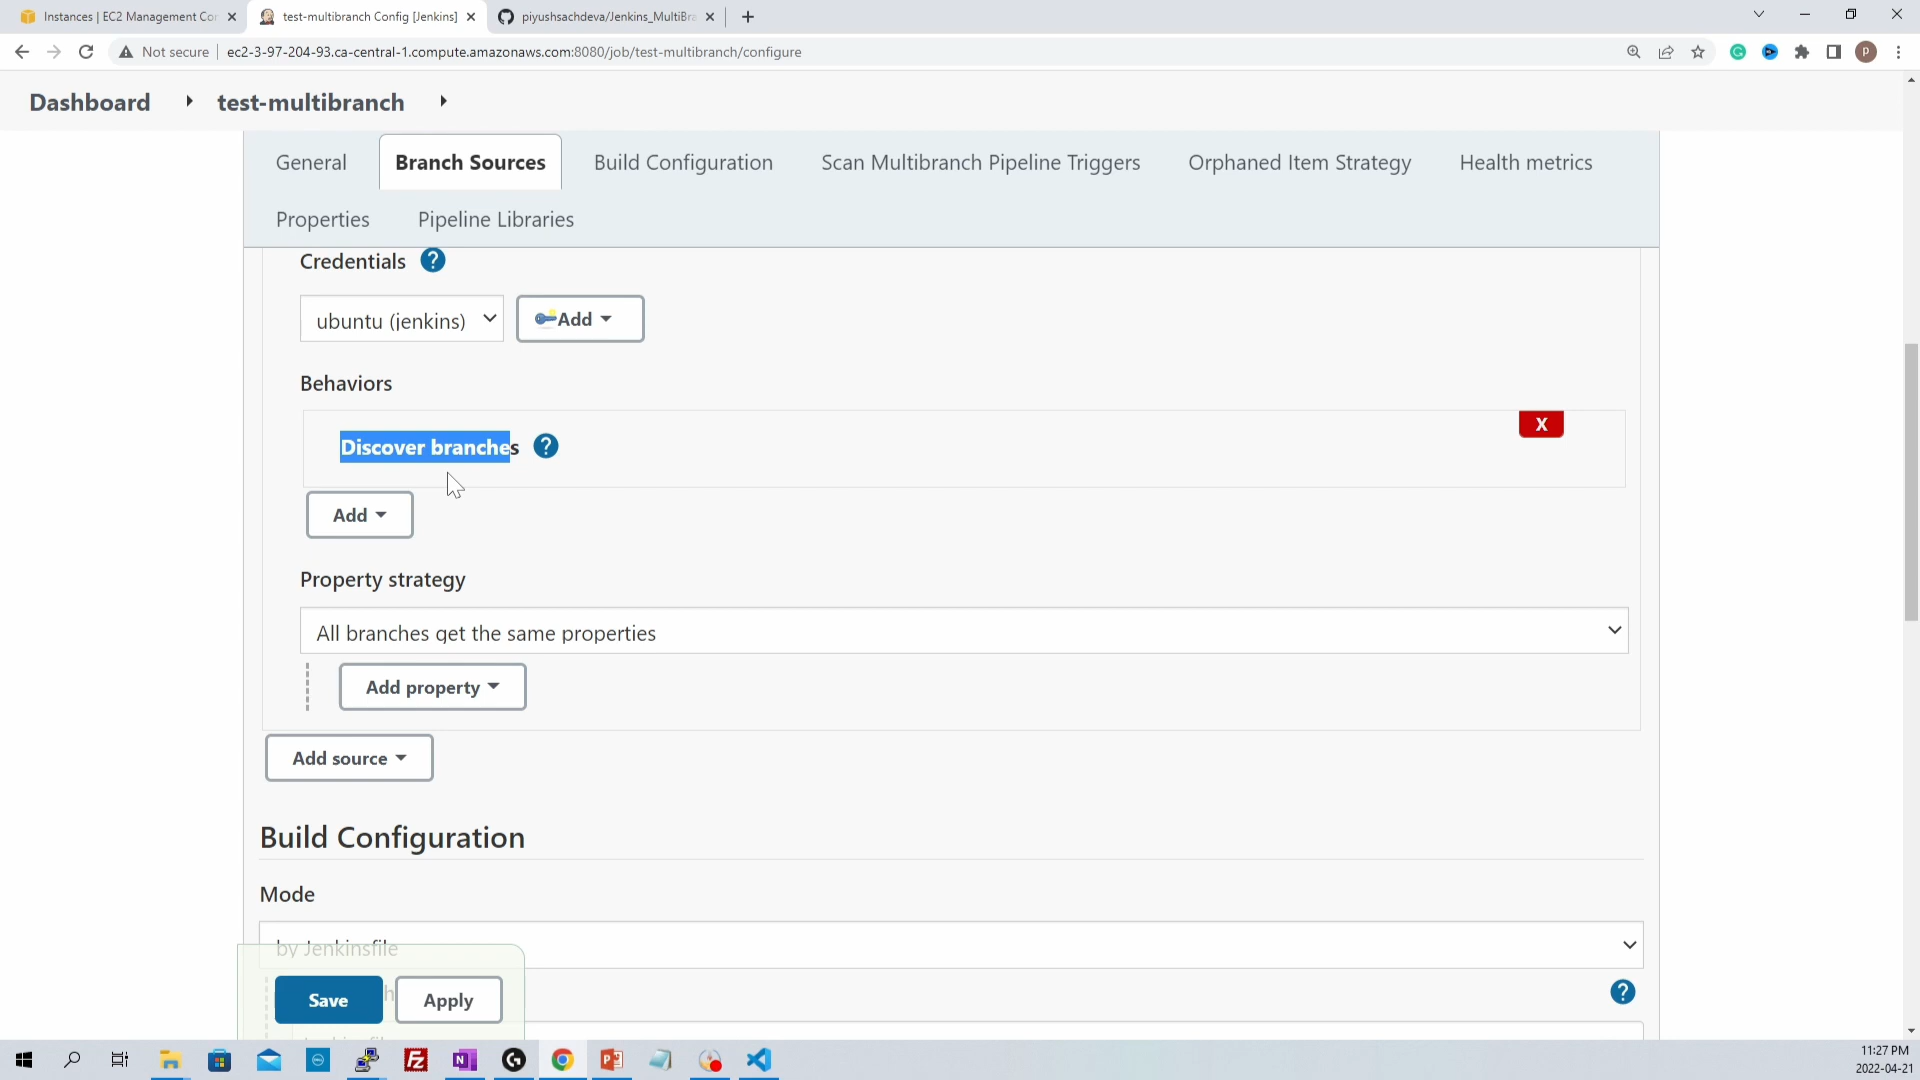 Instances | EC2 Management Con
test-multibranch Config [Jenkins]
piyushsachdeva/Jenkins_MultiBra
Not secure
ec2-3-97-204-93.ca-central-1.compute.amazonaws.com:8080/job/test-multibranch/configure
P
Dashboard
test-multibranch
General
Branch Sources
Build Configuration
Scan Multibranch Pipeline Triggers
Orphaned Item Strategy
Health metrics
Properties
Pipeline Libraries
Credentials ?
ubuntu (jenkins)
Add
Behaviors
X
Discover branches ?
Add
Property strategy
All branches get the same properties
Add property
Add source
Build Configuration
Mode
by Jenkinsfile
?
Save
Apply
11:27 PM
2022-04-21